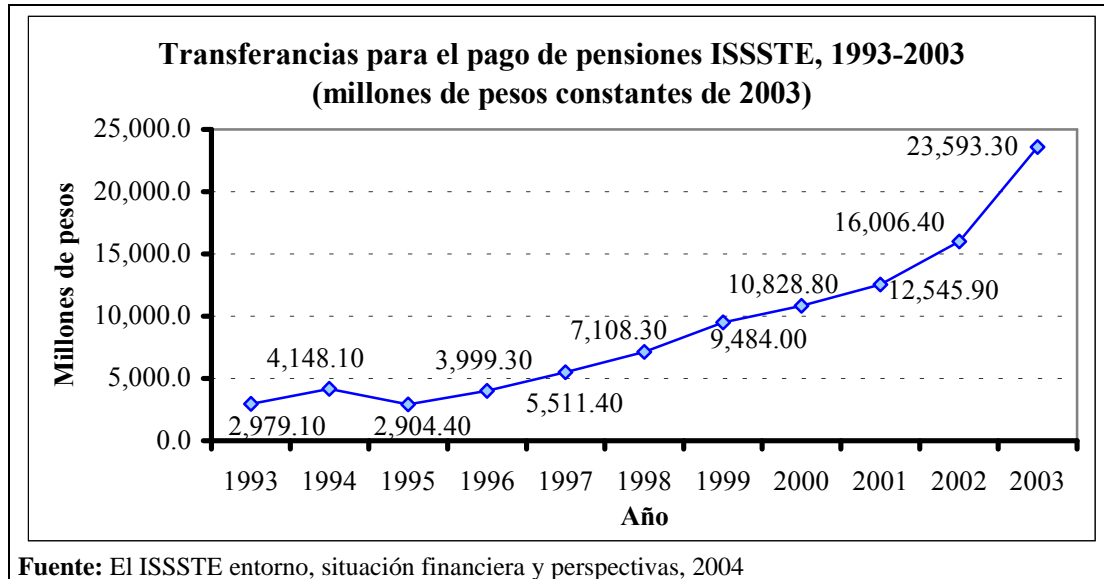 Transferancias para el pago de pensiones ISSSTE, 1993-2003
(millones de pesos constantes de 2003)
Millones de pesos
25,000.0
20,000.0
15,000.0
10,000.0
5,000.0
0.0
2,979.10
4,148.10
2,904.40
3,999.30
5,511.40
7,108.30
9,484.00
10,828.80
12,545.90
16,006.40
23,593.30
1993 1994 1995 1996 1997 1998 1999 2000 2001 2002 2003
Año
Fuente: El ISSSTE entorno, situación financiera y perspectivas, 2004